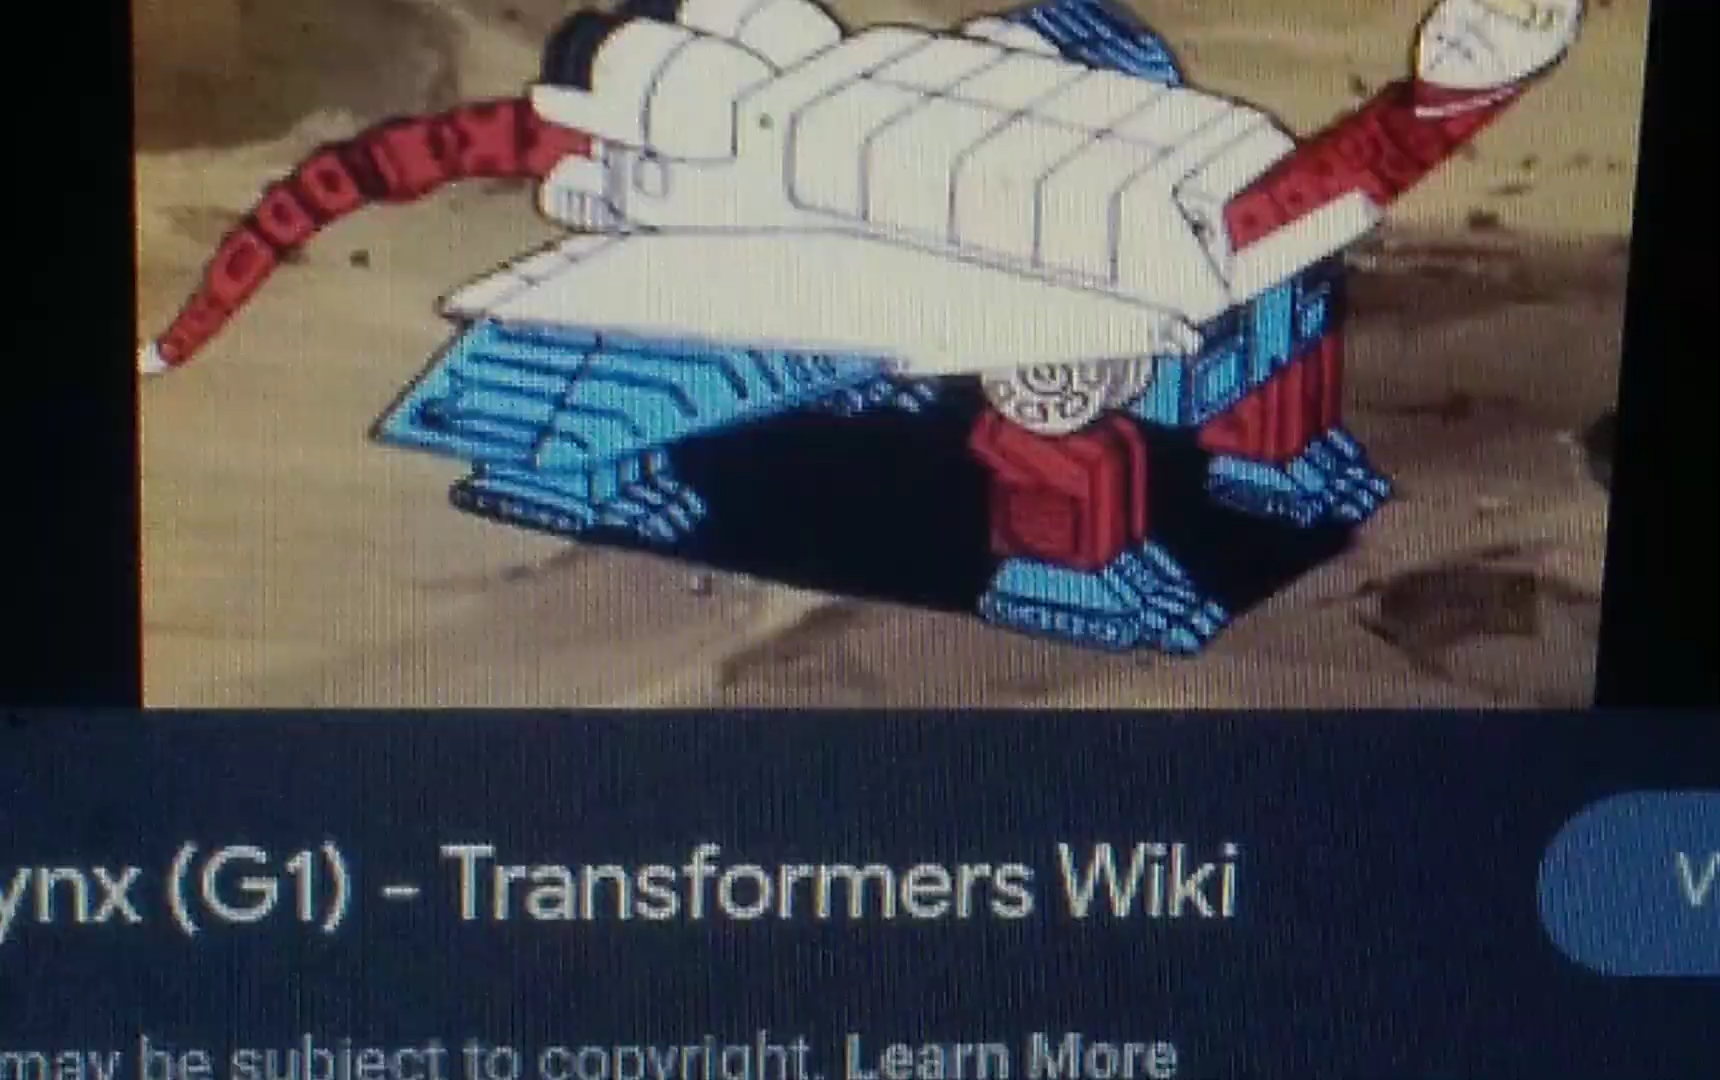 ynx (G1) - Transformers Wiki
V
may be subject to copyright. Learn More